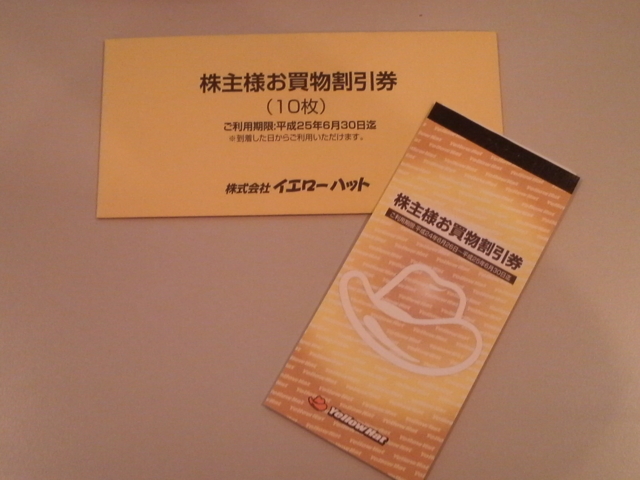 株主様お買物割引券
(10枚)
ご利用期限:平成25年6月30日迄
※到着した日からご利用いただけます。
株式会社 イエローハット
株主様お買物割引券
Yellow Hat